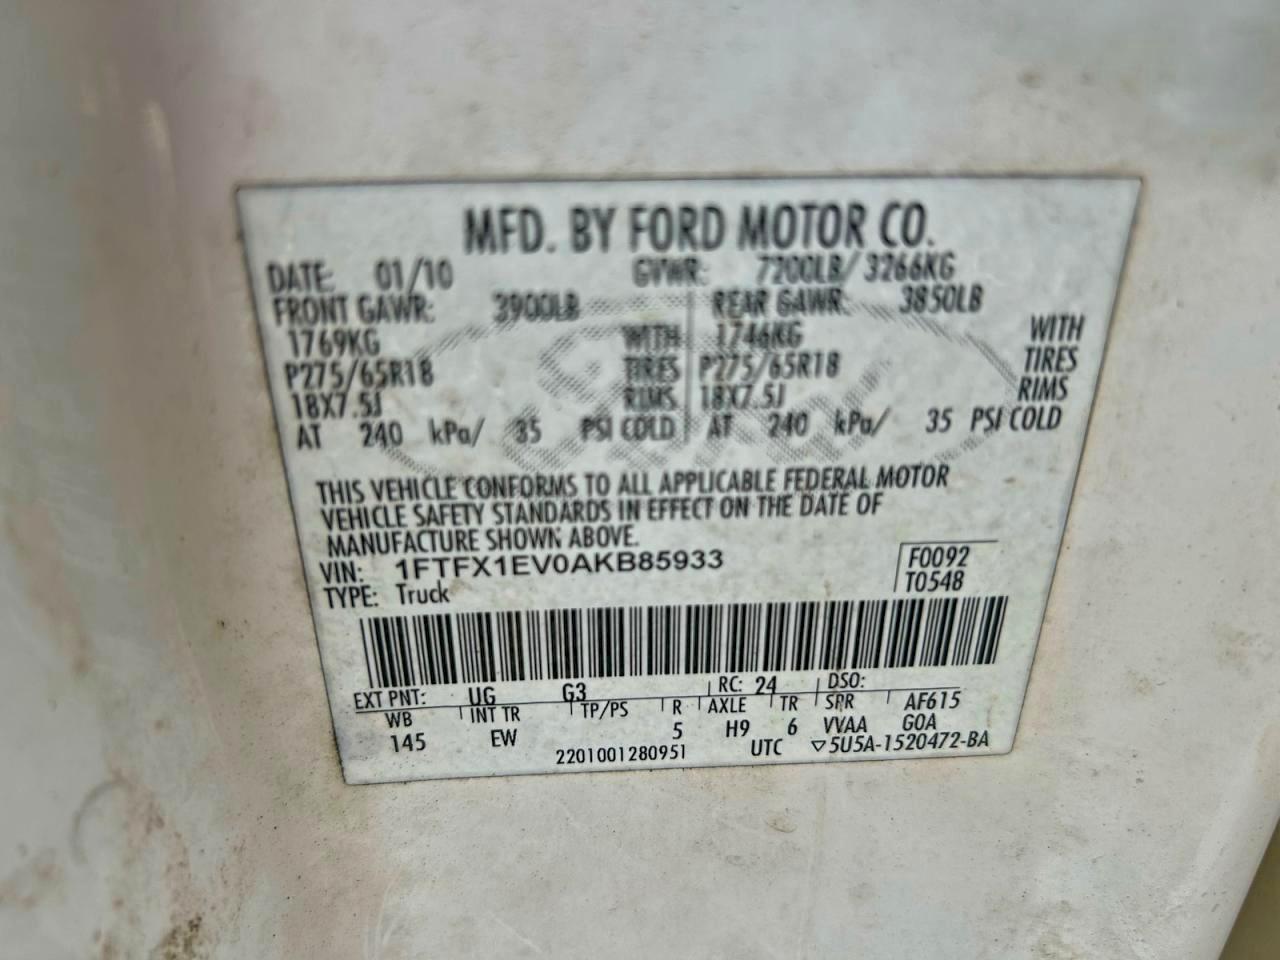 MFD. BY FORD MOTOR CO.
DATE: 01/10 GVWR: 7200LB/ 3266KG
FRONT GAWR: 3900LB REAR GAWR: 3850LB
1769KG WITH 1746KG WITH
P275/65R18 TIRES P275/65R18 TIRES
18X7.5J RIMS 18X7.5J RIMS
AT 240 kPa/ 35 PSI COLD AT 240 kPa/ 35 PSI COLD
THIS VEHICLE CONFORMS TO ALL APPLICABLE FEDERAL MOTOR
VEHICLE SAFETY STANDARDS IN EFFECT ON THE DATE OF
MANUFACTURE SHOWN ABOVE.
VIN: 1FTFX1EV0AKB85933 F0092
TYPE: Truck T0548
EXT PNT: UG G3 RC: 24 DSO:
WB INT TR TP/PS R AXLE TR SPR AF615
145 EW 5 H9 6 VVAA G0A
2201001280951 UTC ▽5U5A-1520472-BA